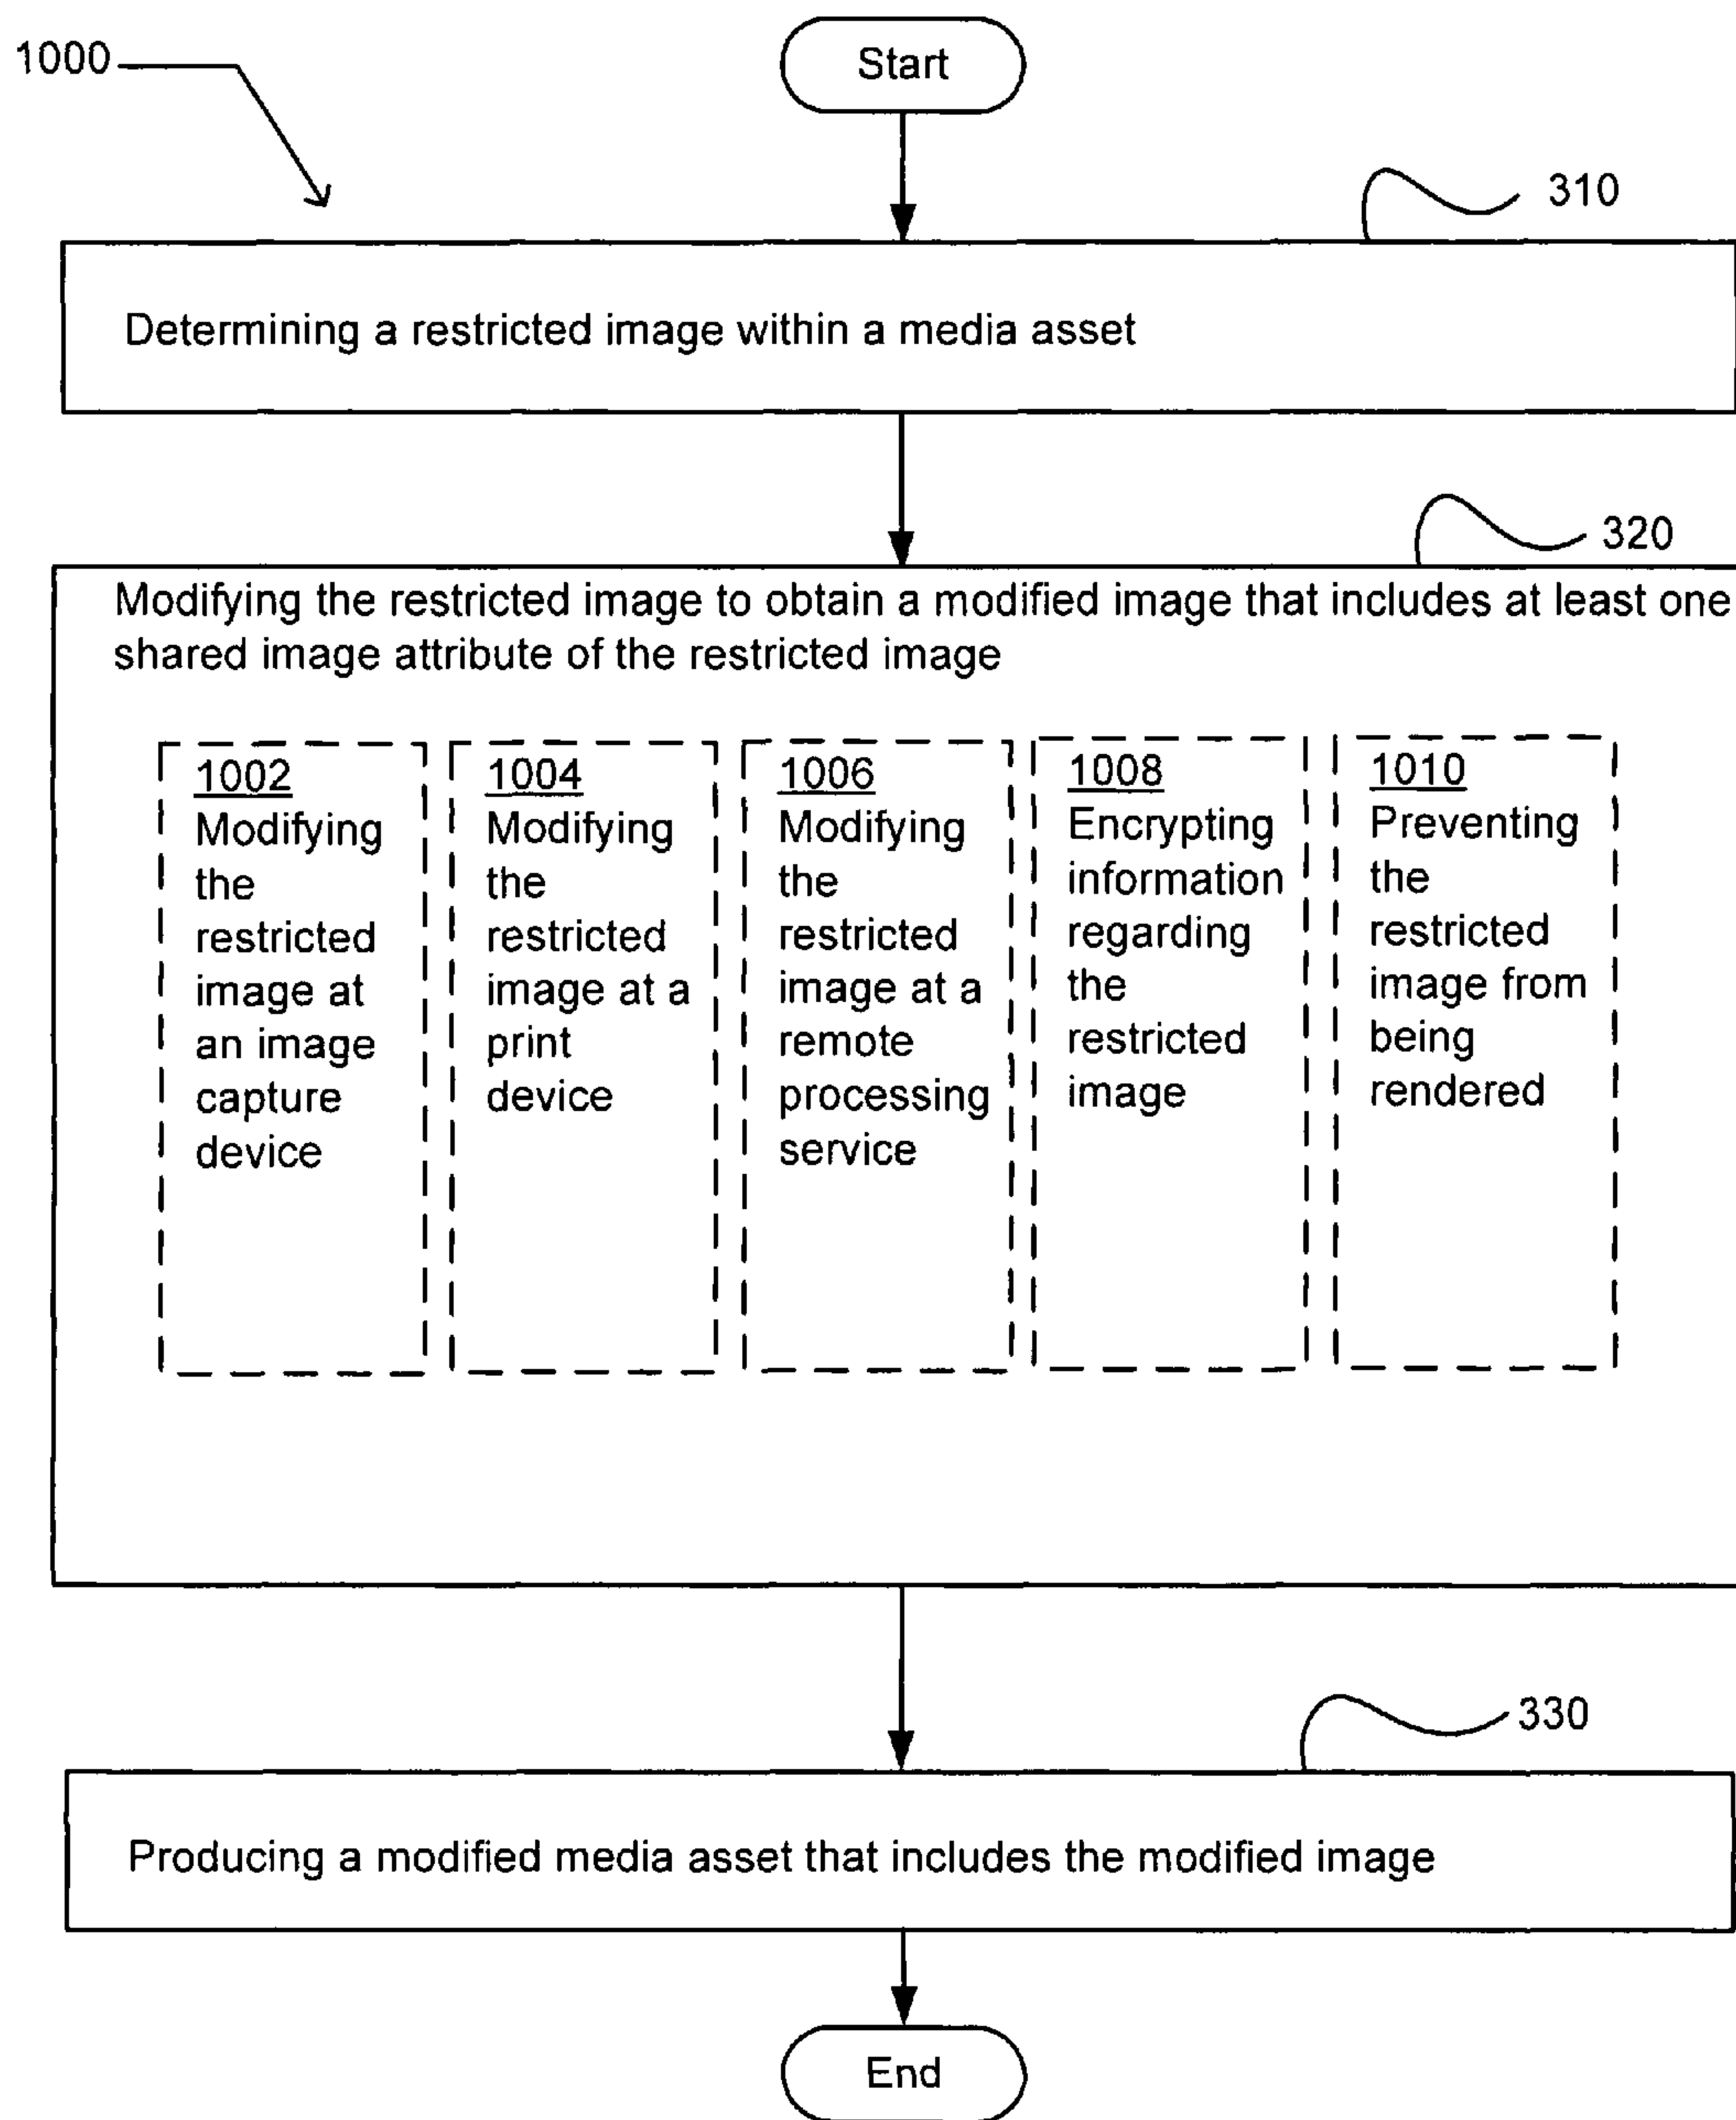 1000
Start
310
Determining a restricted image within a media asset
320
Modifying the restricted image to obtain a modified image that includes at least one
shared image attribute of the restricted image
1002
Modifying
the
restricted
image at
an image
capture
device
1004
Modifying
the
restricted
image at a
print
device
1006
Modifying
the
restricted
image at a
remote
processing
service
1008
Encrypting
information
regarding
the
restricted
image
1010
Preventing
the
restricted
image from
being
rendered
330
Producing a modified media asset that includes the modified image
End